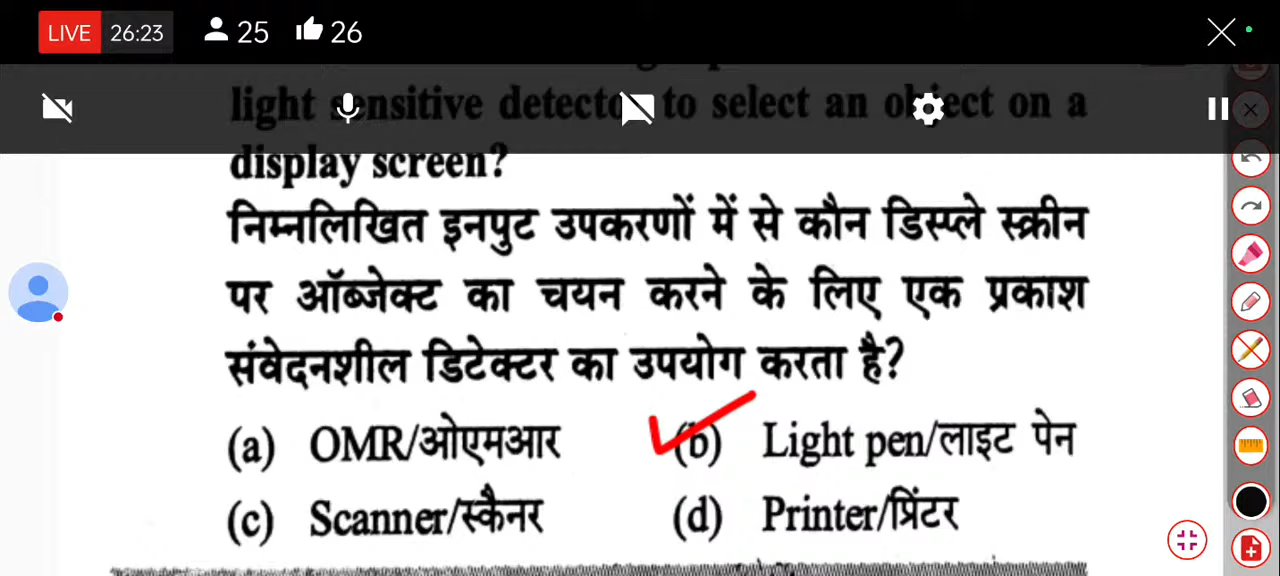 LIVE 26:23 25 26
light sensitive detector to select an object on a
display screen?
निम्नलिखित इनपुट उपकरणों में से कौन डिस्प्ले स्क्रीन
पर ऑब्जेक्ट का चयन करने के लिए एक प्रकाश
संवेदनशील डिटेक्टर का उपयोग करता है?
(a) OMR/ओएमआर (b) Light pen/लाइट पेन
(c) Scanner/स्कैनर (d) Printer/प्रिंटर